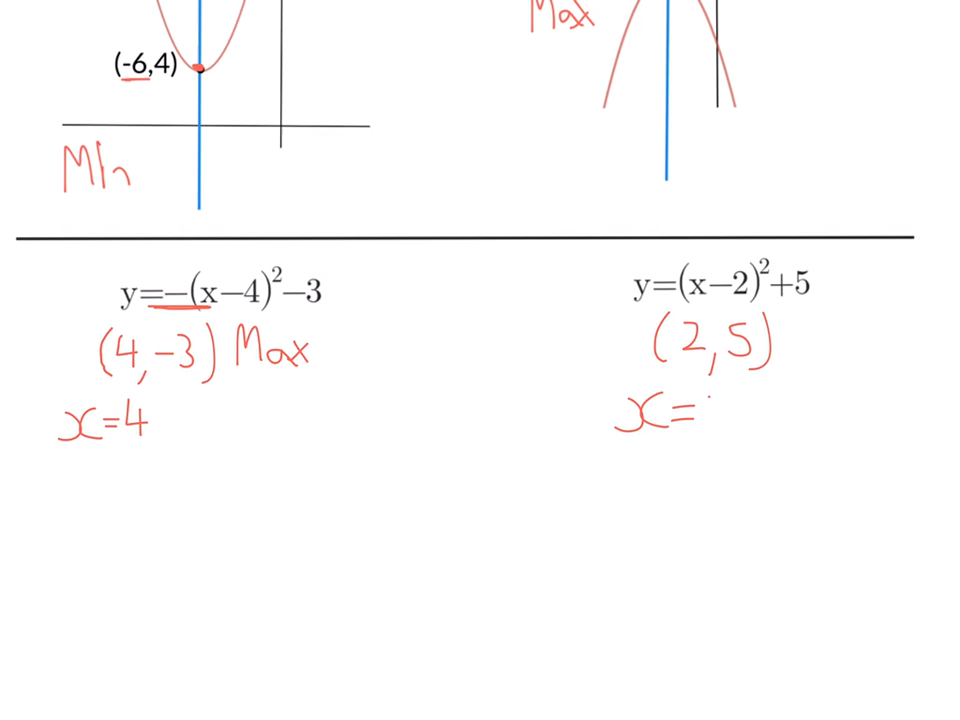 Max
(-6,4)
Min
y=−(x−4)²−3
y=(x−2)²+5
(4,−3) Max
(2,5)
x=4
x=